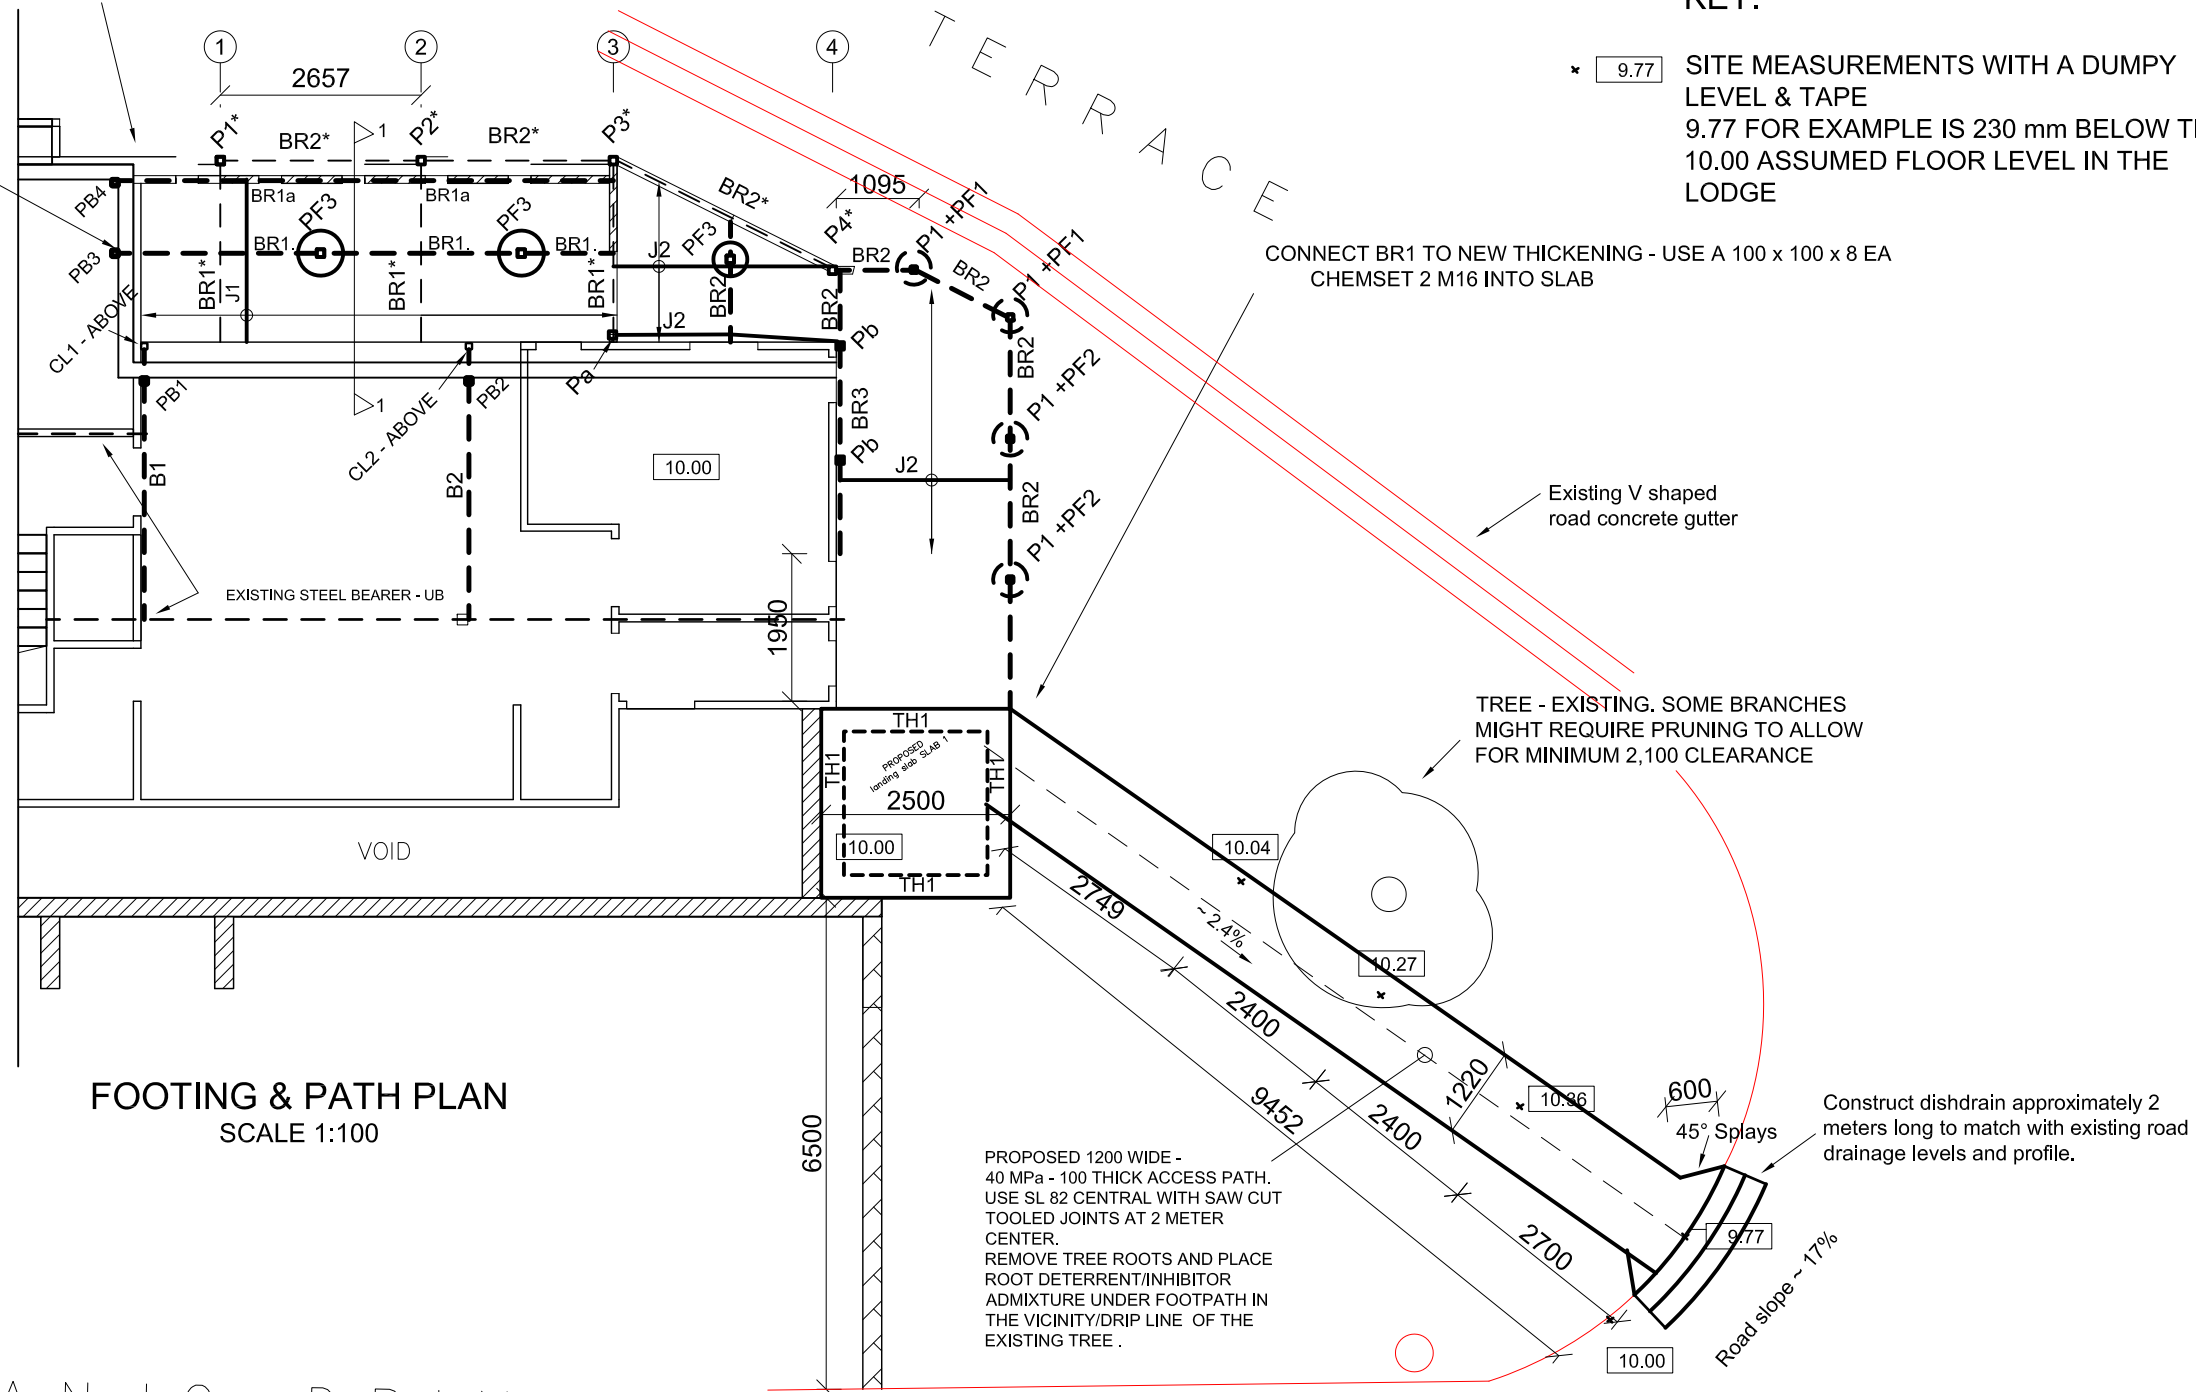 KEY:
9.77
SITE MEASUREMENTS WITH A DUMPY
LEVEL & TAPE
9.77 FOR EXAMPLE IS 230 mm BELOW
10.00 ASSUMED FLOOR LEVEL IN THE
LODGE
TERRACE
1
2
3
4
2657
P1*
BR2*
1
P2*
BR2*
P3*
BR2*
1095
P4*
P1 +PF1
PB4
BR1a
BR1a
PF3
PF3
PF3
BR2
BR2
P1 +PF1
CONNECT BR1 TO NEW THICKENING - USE A 100 x 100 x 8 EA
CHEMSET 2 M16 INTO SLAB
PB3
BR1.
BR1.
BR1.
J2
BR1*
J1
BR1*
BR1*
BR2
BR2
J2
CL1 - ABOVE
Pb
BR2
PB1
1
CL2 - ABOVE
PB2
Pa
BR3
P1 +PF2
Pb
B1
B2
10.00
J2
BR2
P1 +PF2
Existing V shaped
road concrete gutter
EXISTING STEEL BEARER - UB
1950
TREE - EXISTING. SOME BRANCHES
MIGHT REQUIRE PRUNING TO ALLOW
FOR MINIMUM 2,100 CLEARANCE
TH1
TH1
PROPOSED
landing slab SLAB 1
TH1
2500
10.00
TH1
VOID
10.04
2749
~ 2.4%
10.27
2400
9452
2400
1220
10.36
600
45° Splays
Construct dishdrain approximately 2
meters long to match with existing road
drainage levels and profile.
FOOTING & PATH PLAN
SCALE 1:100
6500
PROPOSED 1200 WIDE -
40 MPa - 100 THICK ACCESS PATH.
USE SL 82 CENTRAL WITH SAW CUT
TOOLED JOINTS AT 2 METER
CENTER.
REMOVE TREE ROOTS AND PLACE
ROOT DETERRENT/INHIBITOR
ADMIXTURE UNDER FOOTPATH IN
THE VICINITY/DRIP LINE OF THE
EXISTING TREE .
2700
9.77
Road slope ~ 17%
10.00